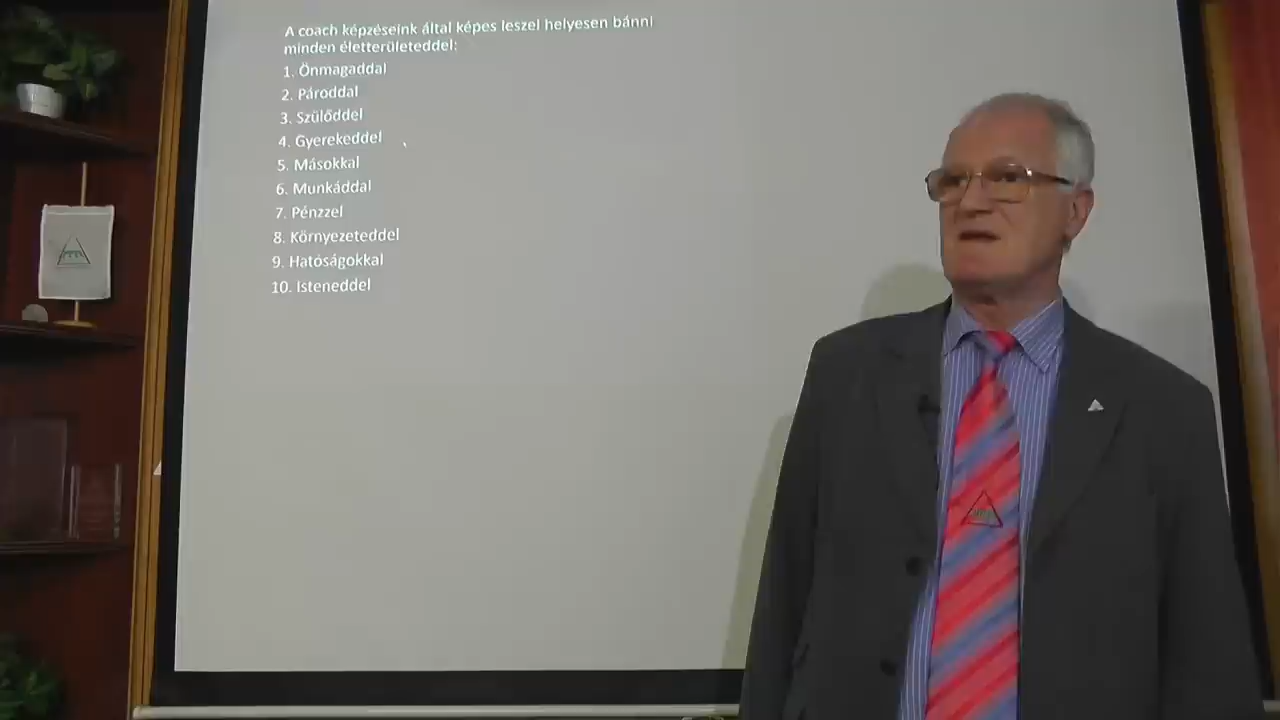 A coach képzéseink által képes leszel helyesen bánni
minden életterületeddel:
1. Önmagaddal
2. Pároddal
3. Szülőddel
4. Gyerekeddel
5. Másokkal
6. Munkáddal
7. Pénzzel
8. Környezeteddel
9. Hatóságokkal
10. Isteneddel